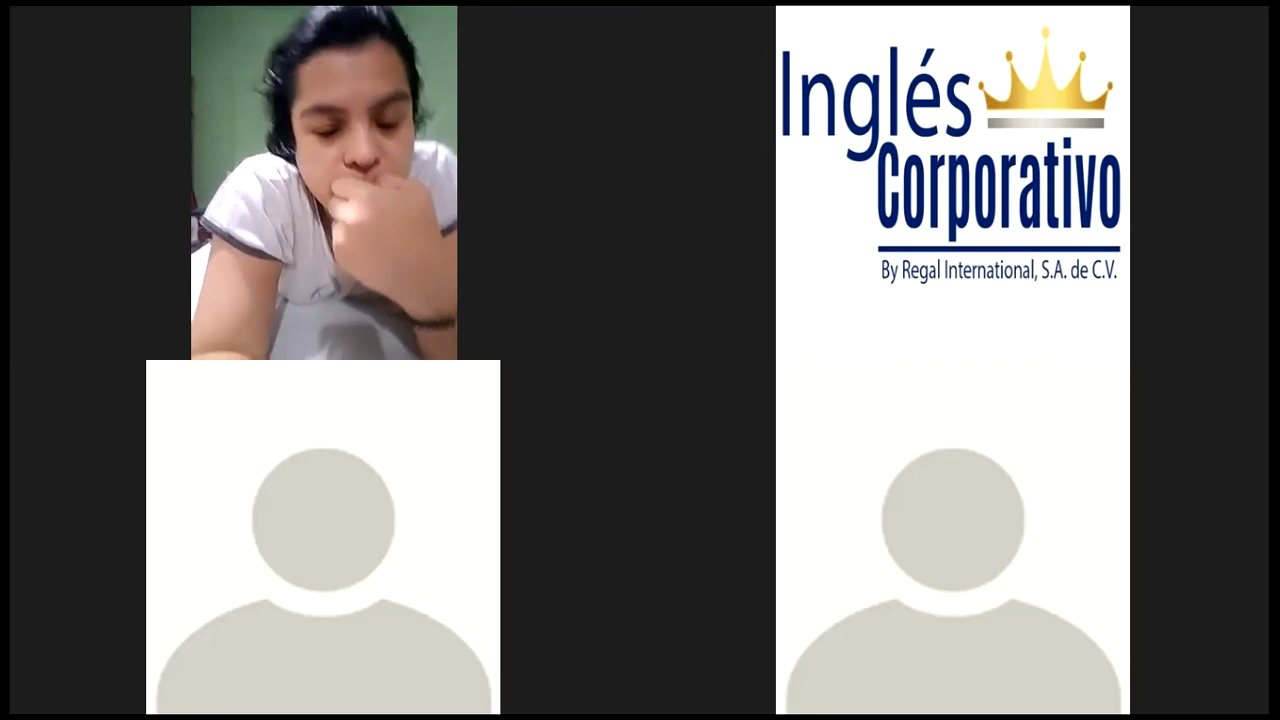 Inglés
Corporativo
By Regal International, S.A. de C.V.